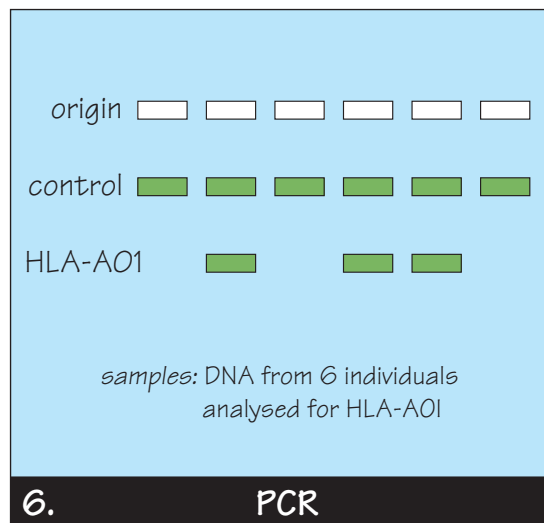 origin
control
HLA-A01
samples: DNA from 6 individuals
analysed for HLA-A01
6. PCR